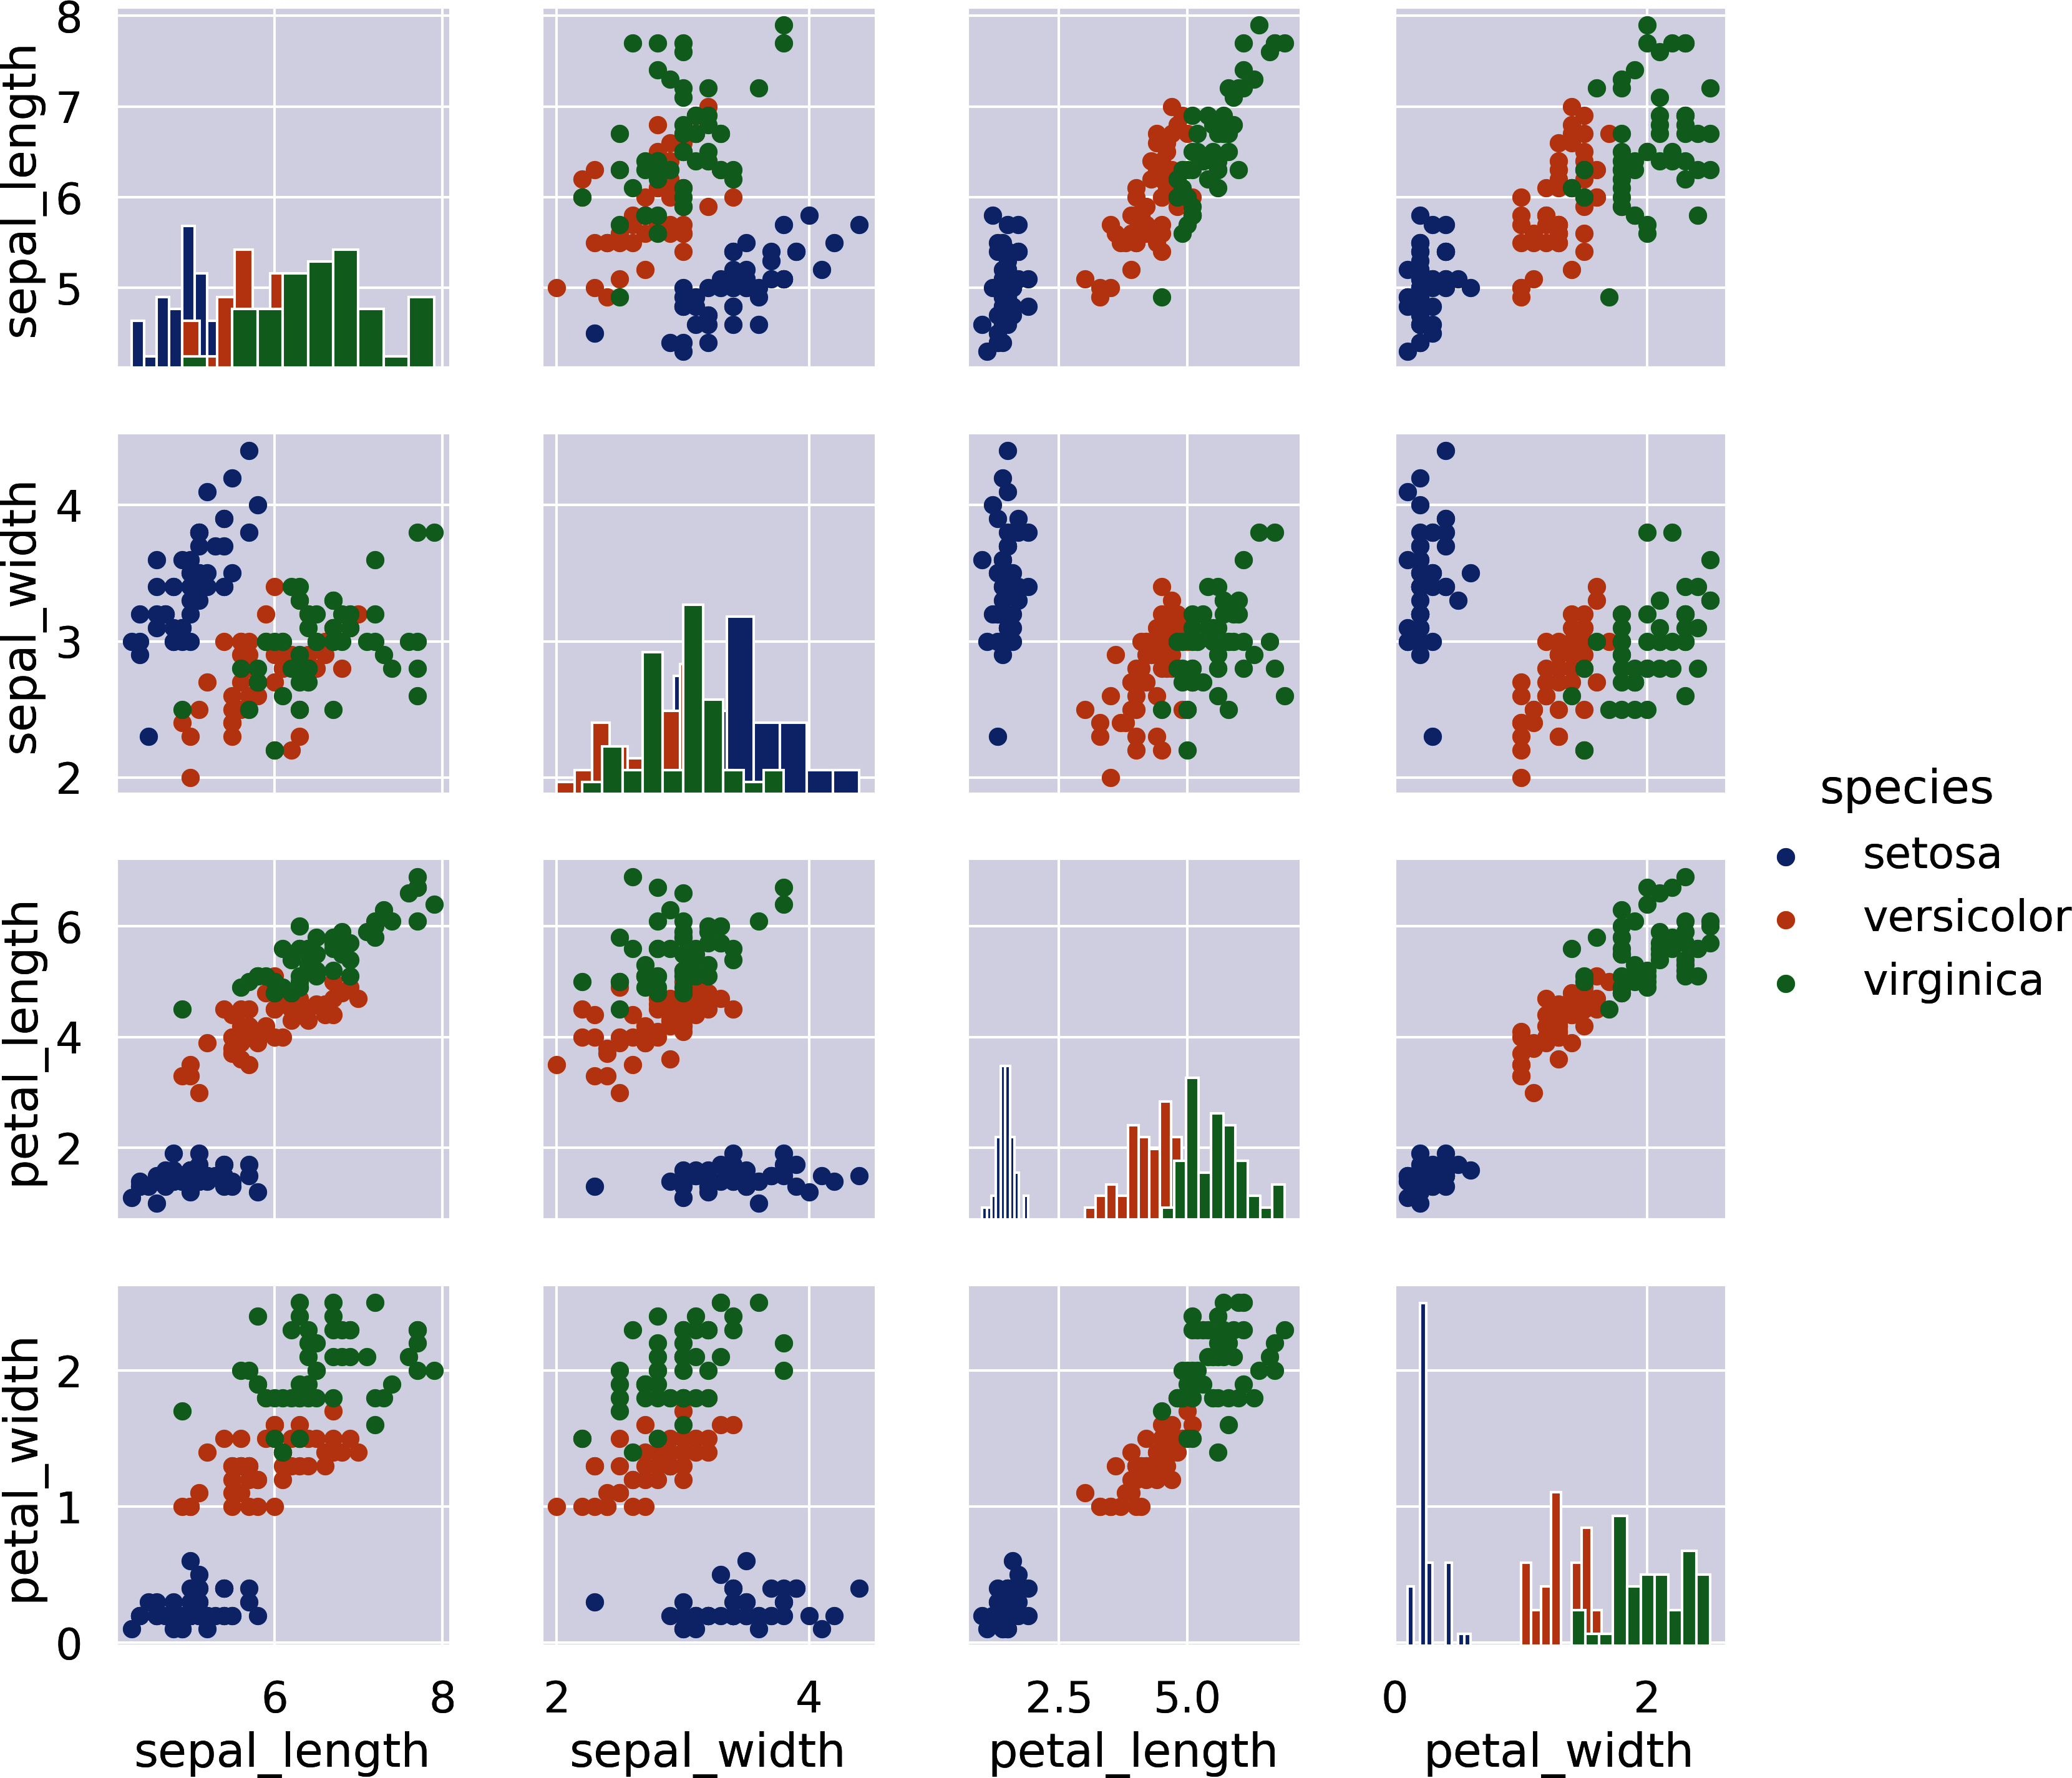 sepal_length
8
7
6
5
sepal_width
4
3
2
petal_length
6
4
2
petal_width
2
1
0
6 8
2 4
2.5 5.0
0 2
sepal_length
sepal_width
petal_length
petal_width
species
setosa
versicolor
virginica